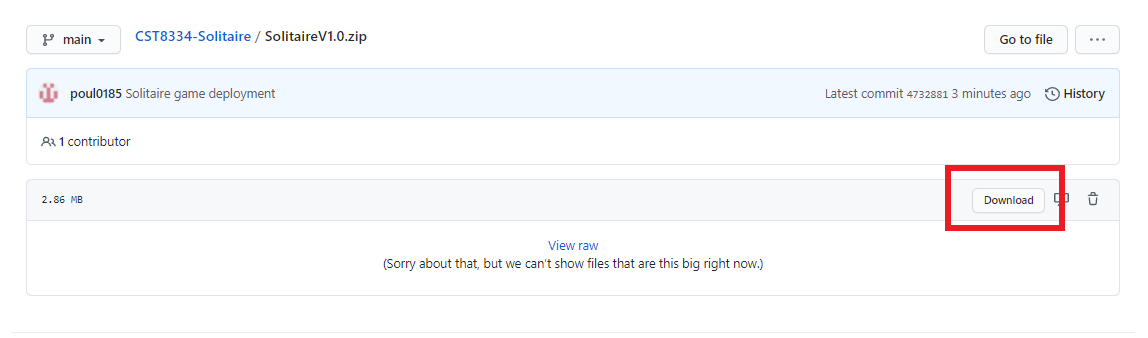 main CST8334-Solitaire / SolitaireV1.0.zip Go to file ...
poul0185 Solitaire game deployment Latest commit 4732881 3 minutes ago History
1 contributor
2.86 MB Download
View raw
(Sorry about that, but we can't show files that are this big right now.)